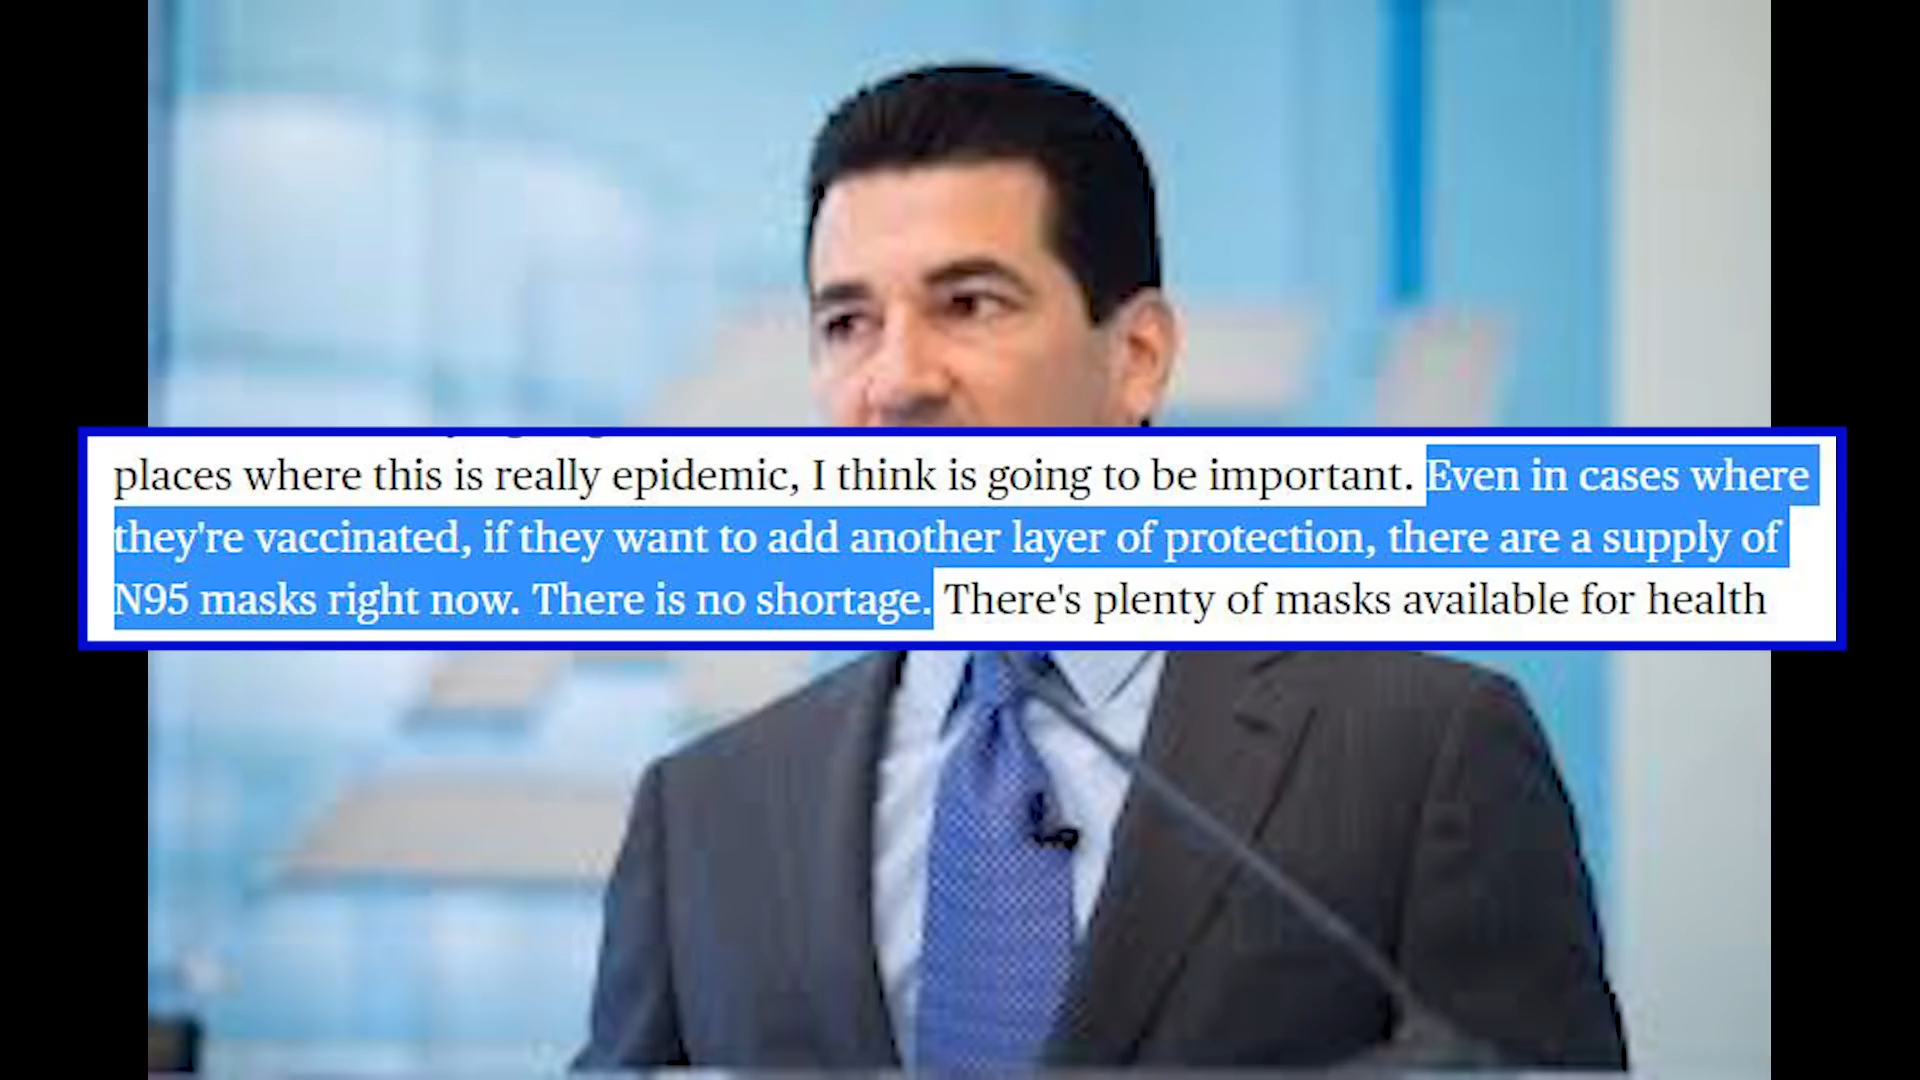 places where this is really epidemic, I think is going to be important. Even in cases where
they're vaccinated, if they want to add another layer of protection, there are a supply of
N95 masks right now. There is no shortage. There's plenty of masks available for health